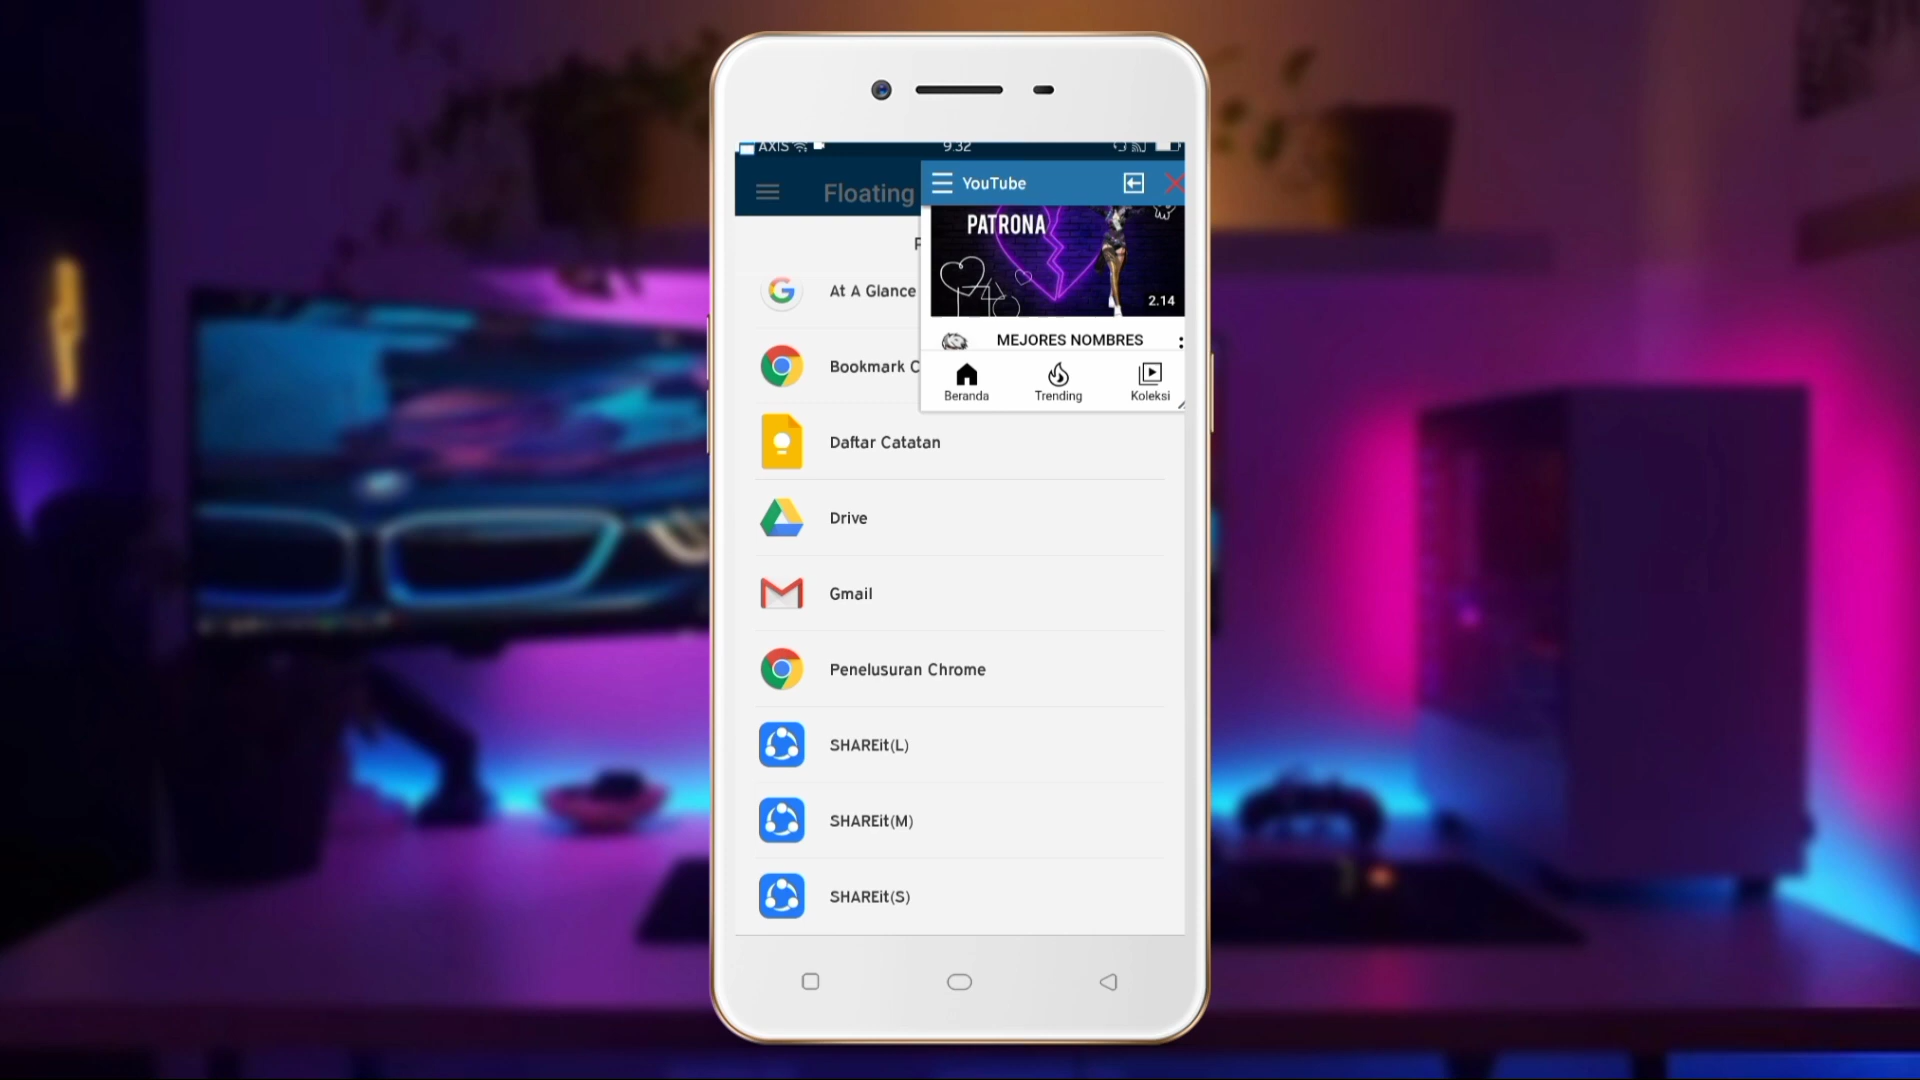 AXIS
9.32
Floating
YouTube
PATRONA
2.14
MEJORES NOMBRES
Beranda
Trending
Koleksi
At A Glance
Bookmark C
Daftar Catatan
Drive
Gmail
Penelusuran Chrome
SHAREit(L)
SHAREit(M)
SHAREit(S)